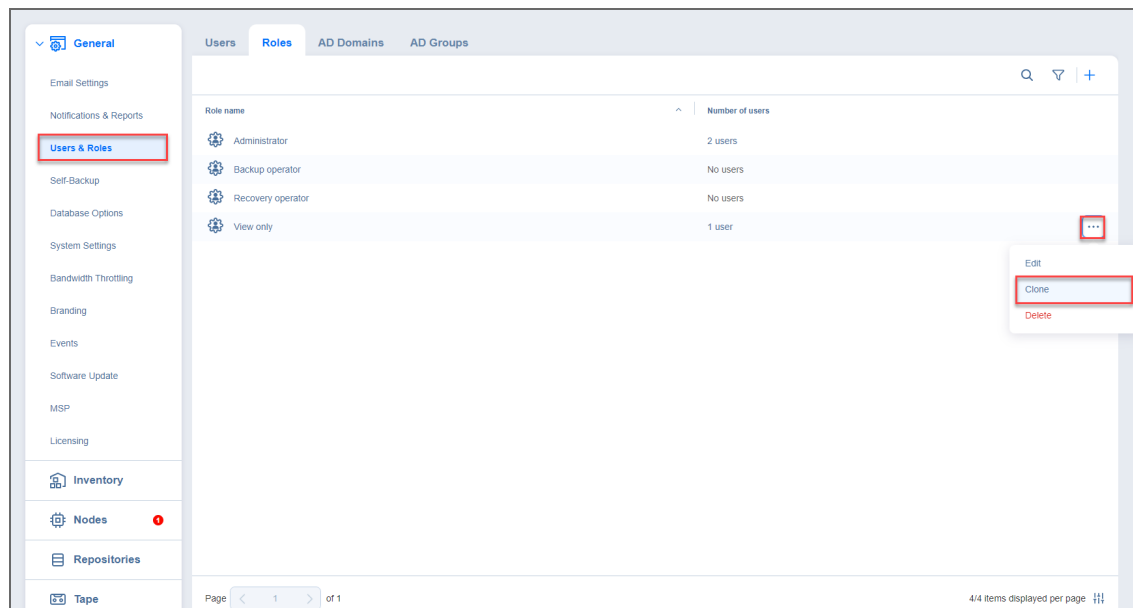 General
Email Settings
Notifications & Reports
Users & Roles
Self-Backup
Database Options
System Settings
Bandwidth Throttling
Branding
Events
Software Update
MSP
Licensing
Inventory
Nodes 1
Repositories
Tape
Users Roles AD Domains AD Groups
Role name Number of users
Administrator 2 users
Backup operator No users
Recovery operator No users
View only 1 user ...
Edit
Clone
Delete
Page < 1 > of 1 4/4 items displayed per page